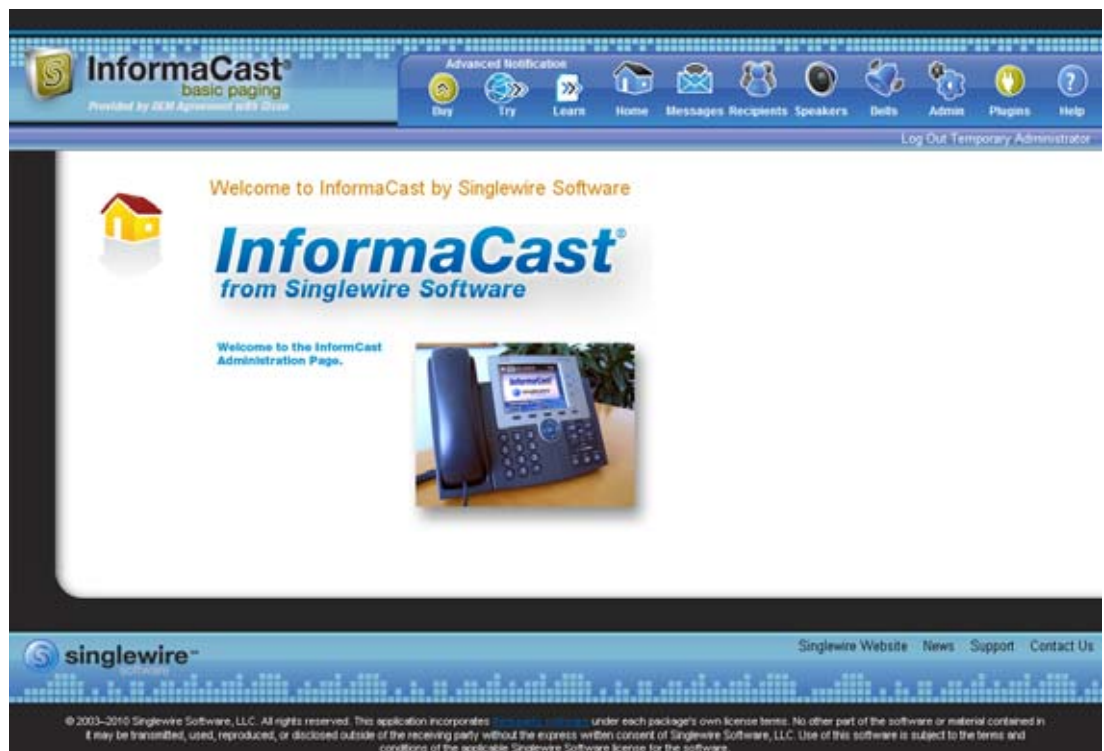 InformaCast®
basic paging
Provided by OEM Agreement with Cisco
Advanced Notification
Buy Try Learn Home Messages Recipients Speakers Bells Admin Plugins Help
Log Out Temporary Administrator
Welcome to InformaCast by Singlewire Software
InformaCast®
from Singlewire Software
Welcome to the InformCast
Administration Page.
InformaCast
singlewire
Singlewire Website News Support Contact Us
singlewire
software
© 2003–2010 Singlewire Software, LLC. All rights reserved. This application incorporates third-party software under each package's own license terms. No other part of the software or material contained in
it may be transmitted, used, reproduced, or disclosed outside of the receiving party without the express written consent of Singlewire Software, LLC. Use of this software is subject to the terms and
conditions of the applicable Singlewire Software license for the software.